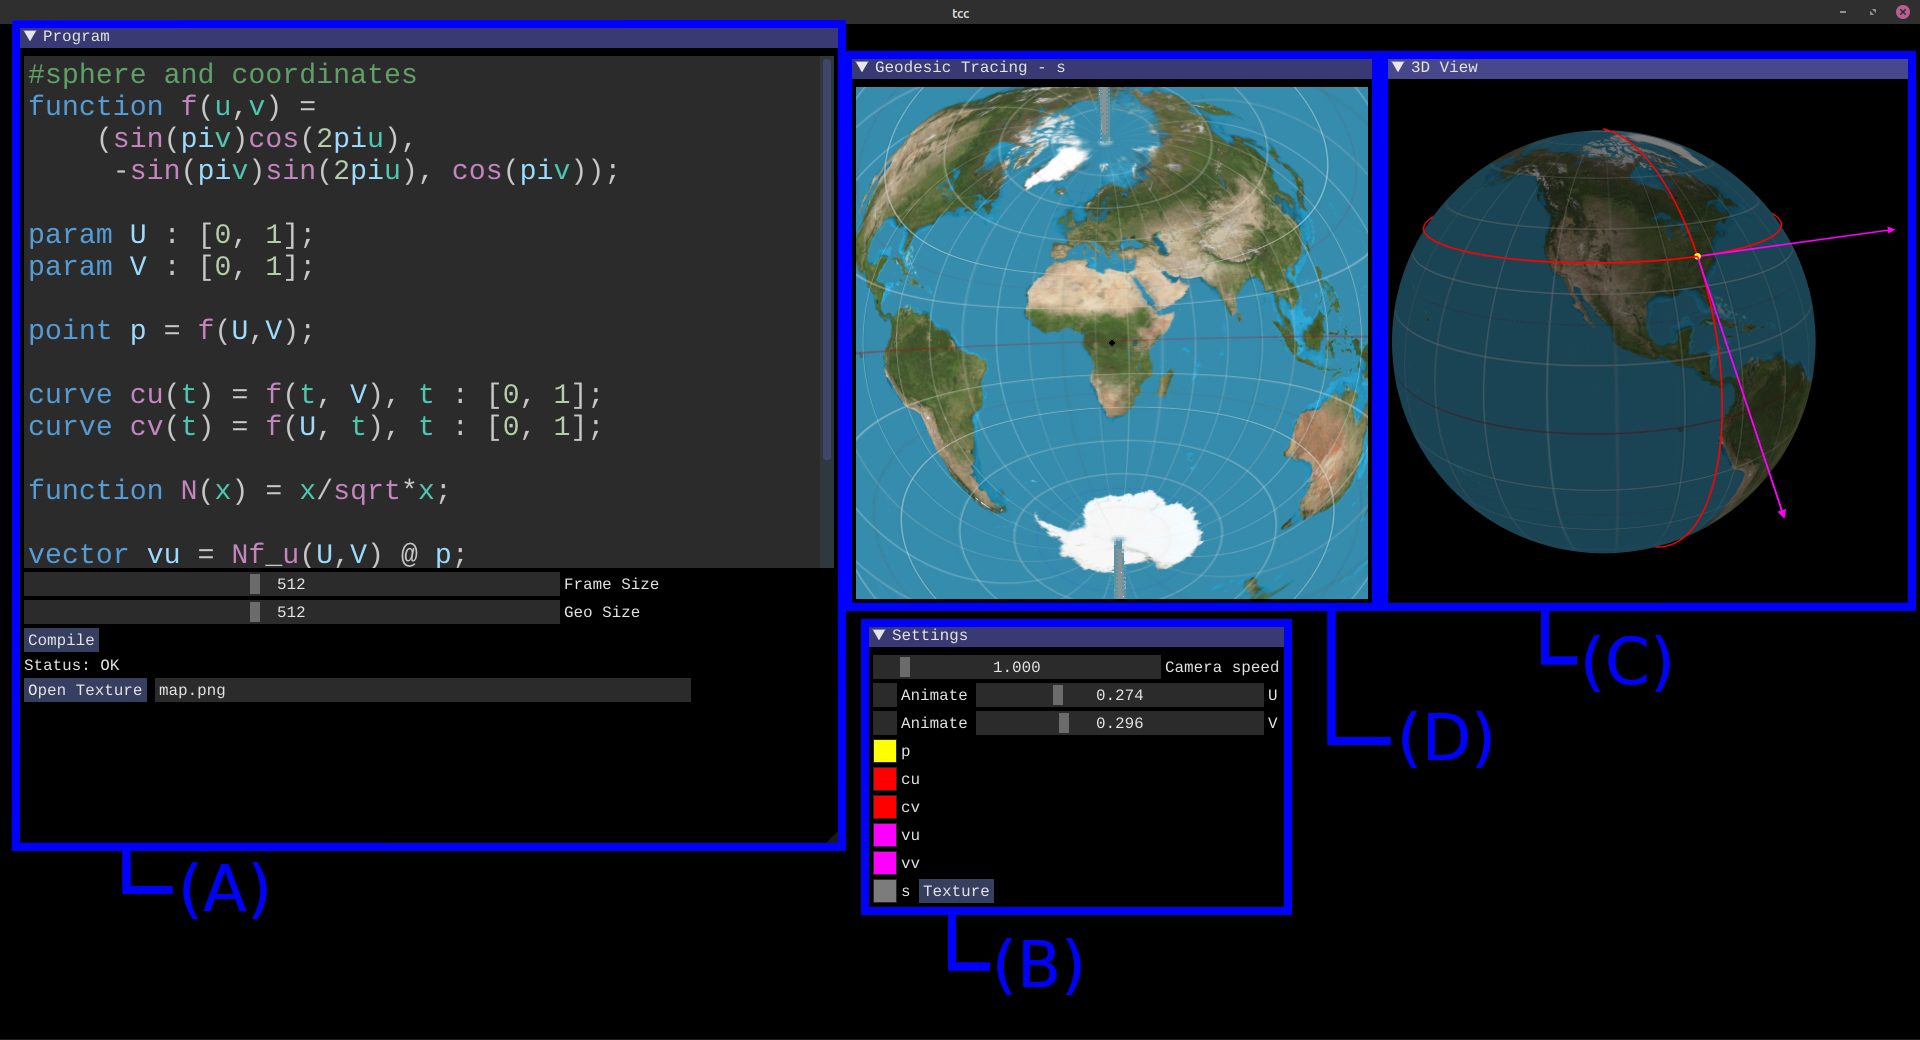 tcc
Program
#sphere and coordinates
function f(u,v) =
(sin(piv)cos(2piu),
-sin(piv)sin(2piu), cos(piv));
param U : [0, 1];
param V : [0, 1];
point p = f(U,V);
curve cu(t) = f(t, V), t : [0, 1];
curve cv(t) = f(U, t), t : [0, 1];
function N(x) = x/sqrt*x;
vector vu = Nf_u(U,V) @ p;
512 Frame Size
512 Geo Size
Compile
Status: OK
Open Texture map.png
(A)
Geodesic Tracing - s
3D View
Settings
1.000 Camera speed
Animate 0.274 U
Animate 0.296 V
p
cu
cv
vu
vv
s Texture
(B)
(C)
(D)